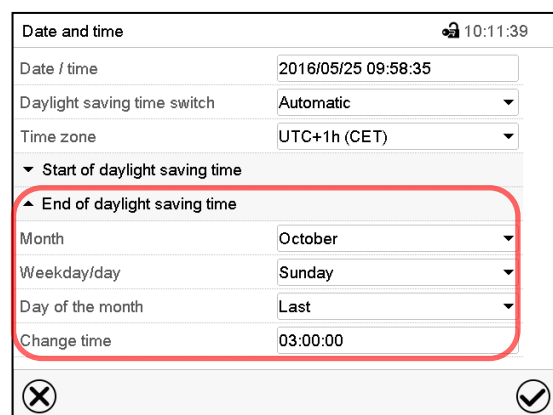 Date and time 10:11:39
Date / time 2016/05/25 09:58:35
Daylight saving time switch Automatic
Time zone UTC+1h (CET)
Start of daylight saving time
End of daylight saving time
Month October
Weekday/day Sunday
Day of the month Last
Change time 03:00:00